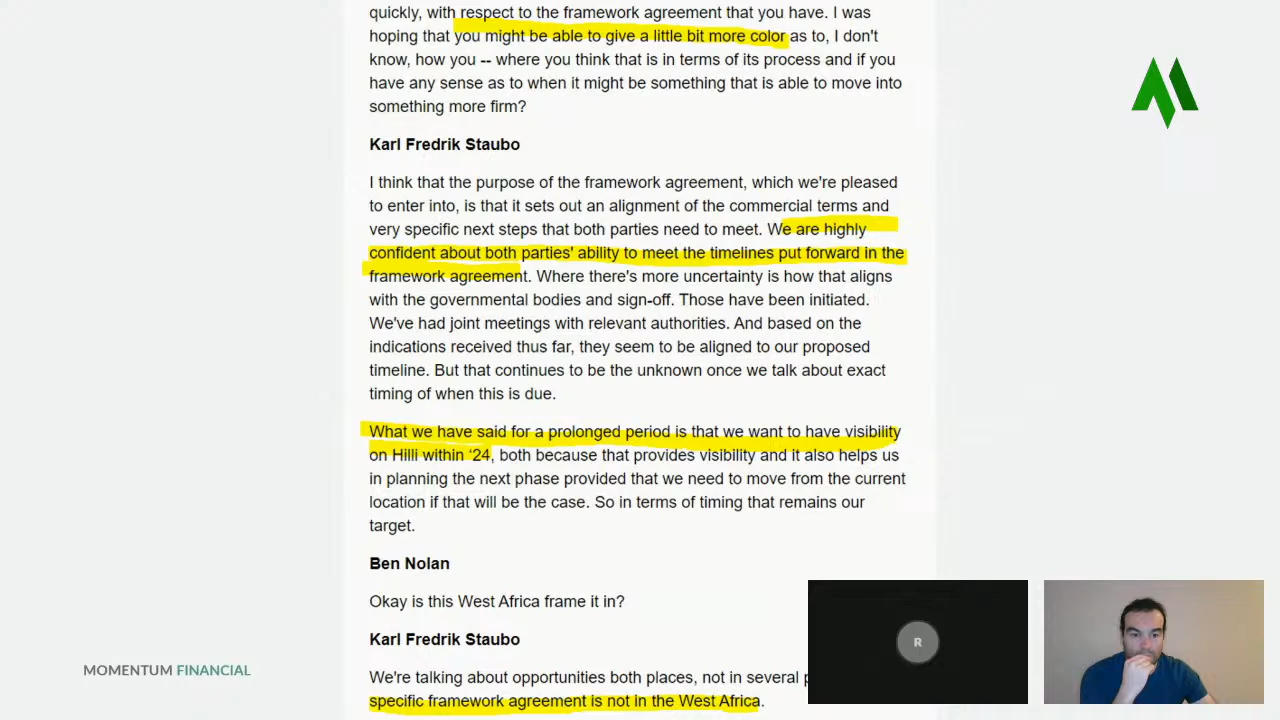 quickly, with respect to the framework agreement that you have. I was
hoping that you might be able to give a little bit more color as to, I don't
know, how you -- where you think that is in terms of its process and if you
have any sense as to when it might be something that is able to move into
something more firm?
Karl Fredrik Staubo
I think that the purpose of the framework agreement, which we're pleased
to enter into, is that it sets out an alignment of the commercial terms and
very specific next steps that both parties need to meet. We are highly
confident about both parties' ability to meet the timelines put forward in the
framework agreement. Where there's more uncertainty is how that aligns
with the governmental bodies and sign-off. Those have been initiated.
We've had joint meetings with relevant authorities. And based on the
indications received thus far, they seem to be aligned to our proposed
timeline. But that continues to be the unknown once we talk about exact
timing of when this is due.
What we have said for a prolonged period is that we want to have visibility
on Hilli within ‘24, both because that provides visibility and it also helps us
in planning the next phase provided that we need to move from the current
location if that will be the case. So in terms of timing that remains our
target.
Ben Nolan
Okay is this West Africa frame it in?
Karl Fredrik Staubo
We're talking about opportunities both places, not in several
specific framework agreement is not in the West Africa.
MOMENTUM FINANCIAL
R